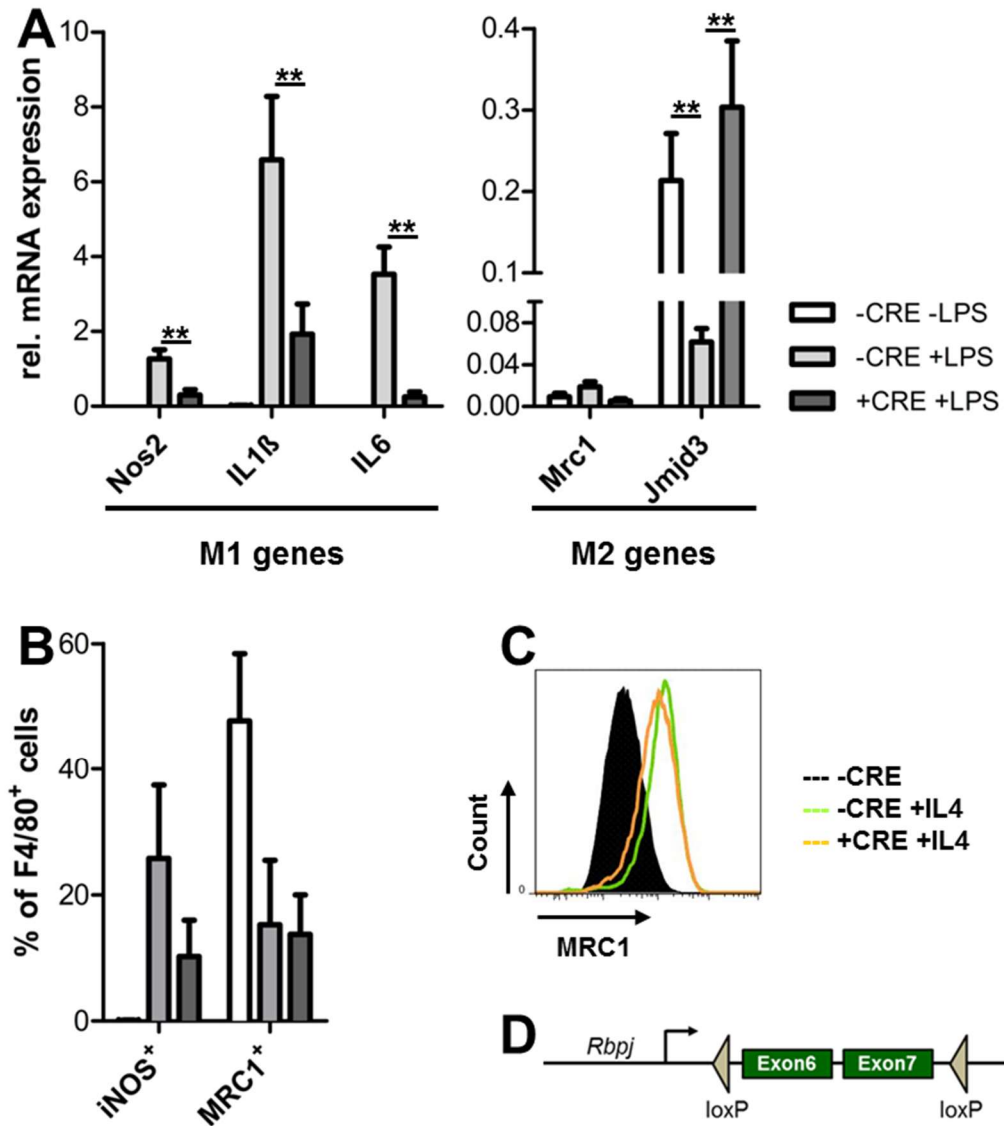 A
rel. mRNA expression
10
8
6
4
2
0
**
**
**
Nos2
IL1ß
IL6
M1 genes
0.4
0.3
0.2
0.1
0.08
0.04
0.00
**
**
Mrc1
Jmjd3
M2 genes
-CRE -LPS
-CRE +LPS
+CRE +LPS
B
% of F4/80+ cells
60
40
20
0
iNOS+
MRC1+
C
Count
0
MRC1
-CRE
-CRE +IL4
+CRE +IL4
D
Rbpj
Exon6
Exon7
loxP
loxP